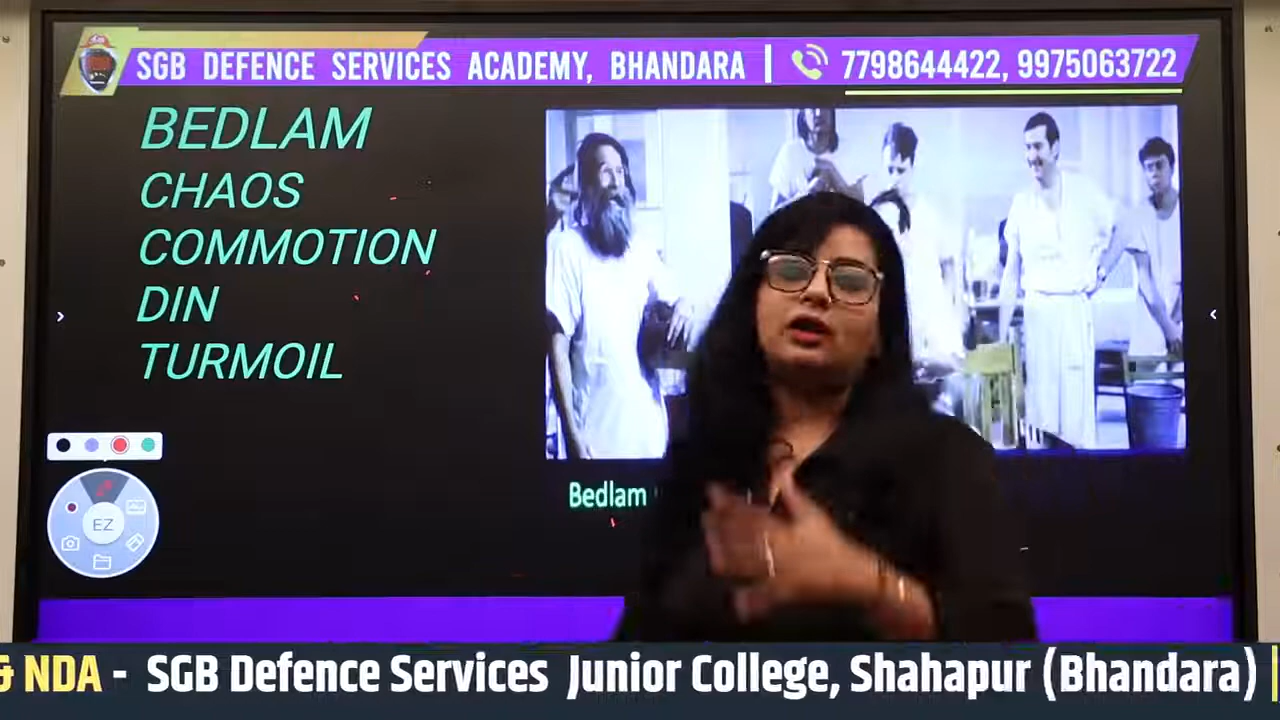 SGB DEFENCE SERVICES ACADEMY, BHANDARA | 7798644422, 9975063722
BEDLAM
CHAOS
COMMOTION
DIN
TURMOIL
Bedlam
EZ
& NDA - SGB Defence Services Junior College, Shahapur (Bhandara) |